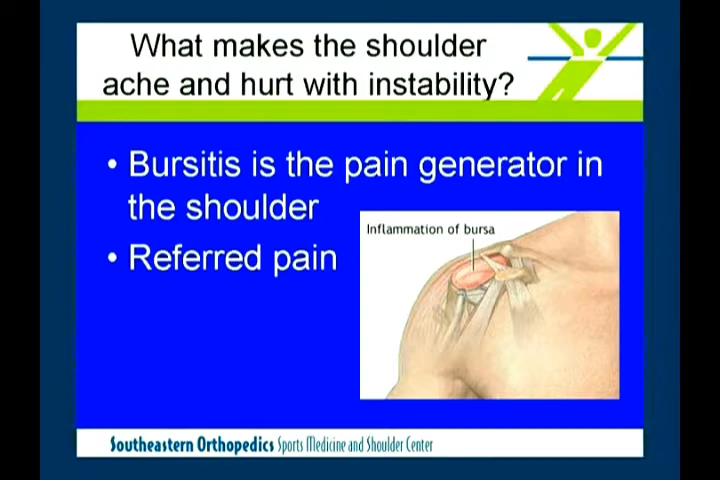 What makes the shoulder
ache and hurt with instability?
• Bursitis is the pain generator in
the shoulder
Inflammation of bursa
• Referred pain
Southeastern Orthopedics Sports Medicine and Shoulder Center